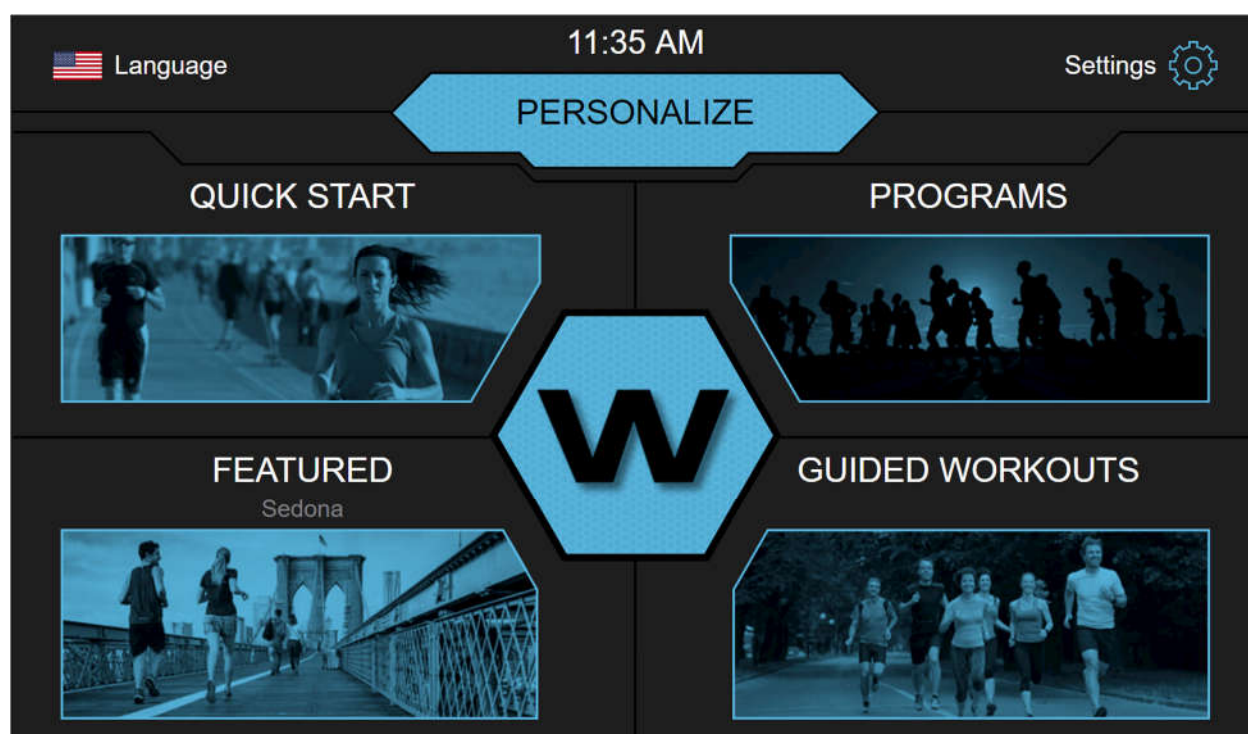 11:35 AM
Language
Settings
PERSONALIZE
QUICK START
PROGRAMS
W
FEATURED
Sedona
GUIDED WORKOUTS